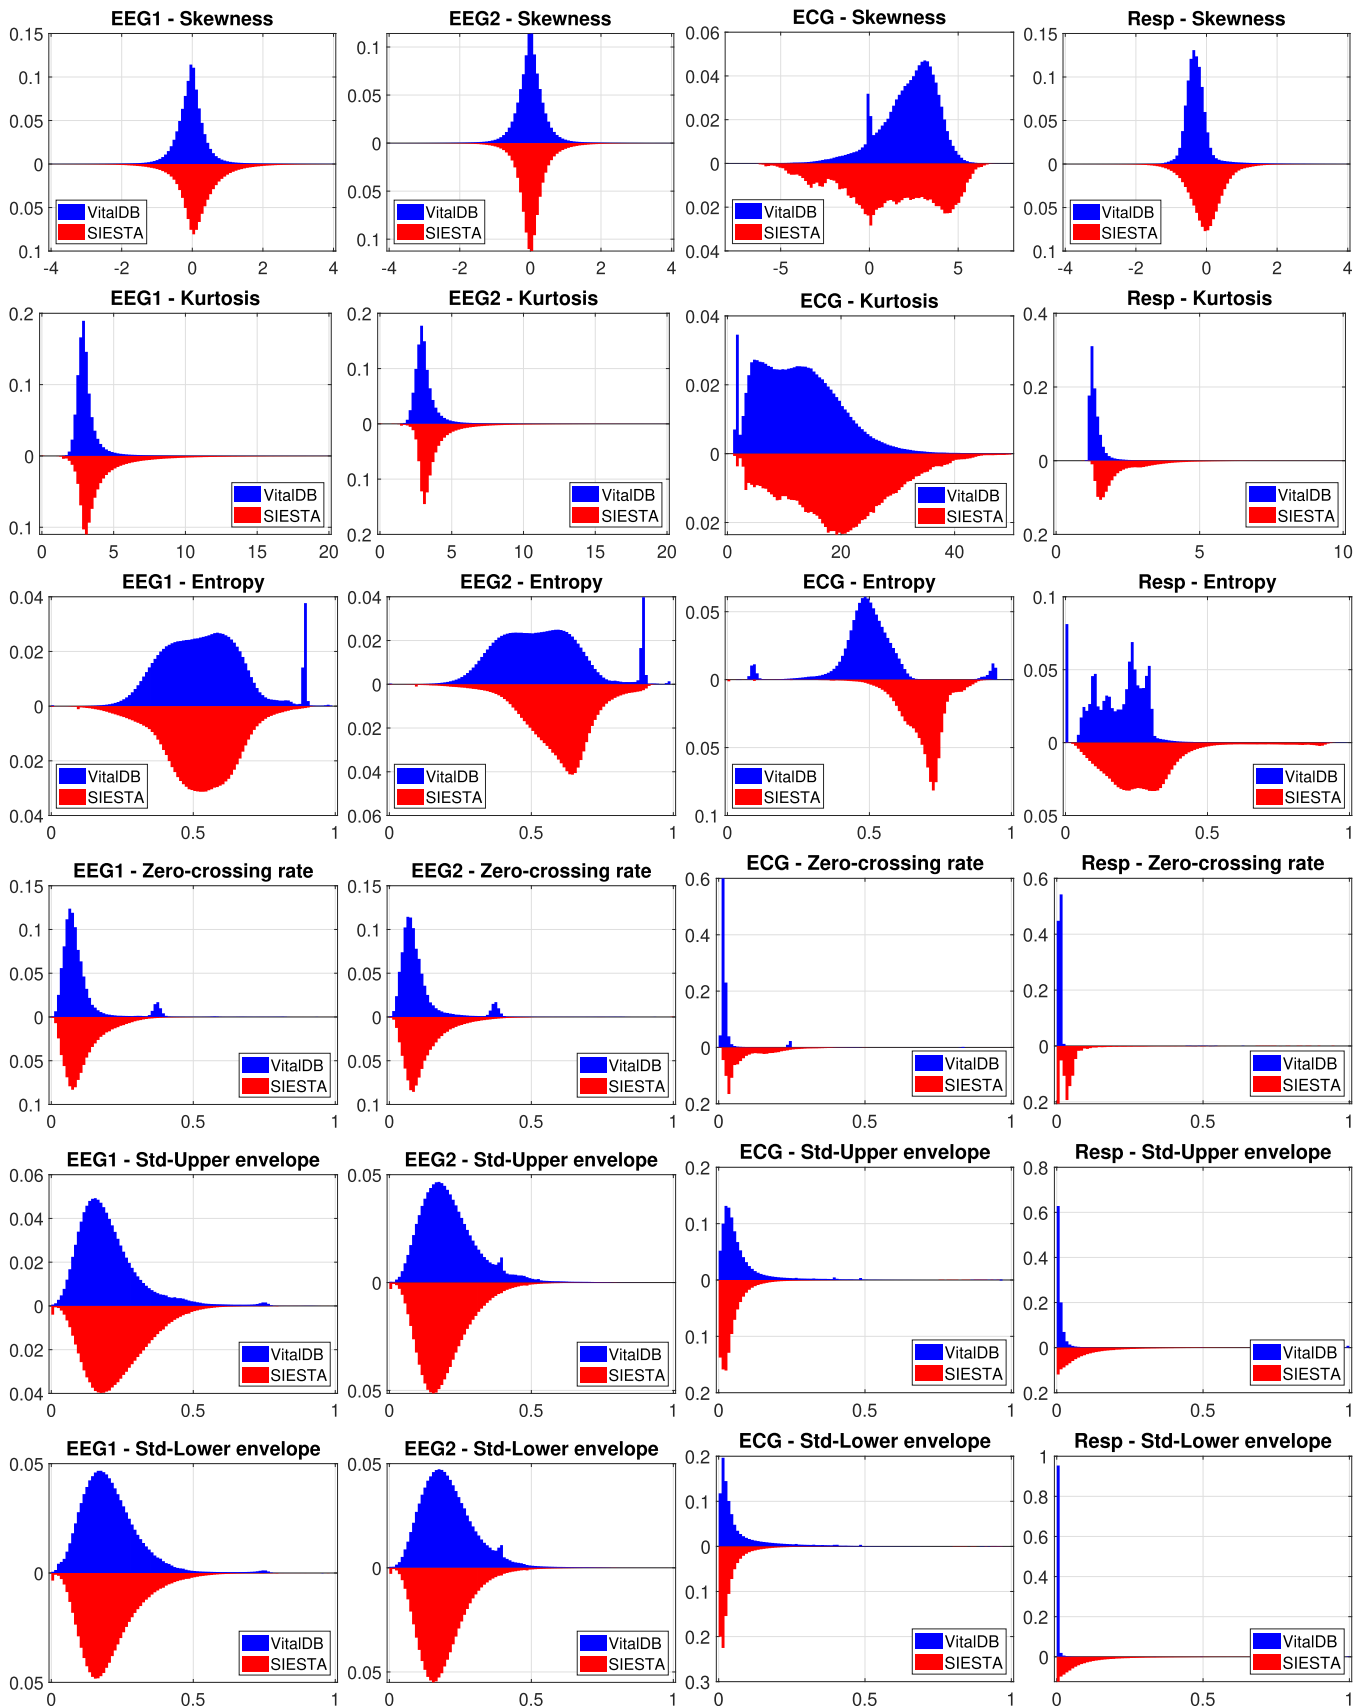 EEG1 - Skewness
0.15
0.1
0.05
0
0.05
0.1
VitalDB
SIESTA
-4 -2 0 2 4
EEG2 - Skewness
0.1
0.05
0
0.05
0.1
VitalDB
SIESTA
-4 -2 0 2 4
ECG - Skewness
0.06
0.04
0.02
0
0.02
0.04
VitalDB
SIESTA
-5 0 5
Resp - Skewness
0.15
0.1
0.05
0
0.05
0.1
VitalDB
SIESTA
-4 -2 0 2 4
EEG1 - Kurtosis
0.2
0.1
0
0.1
VitalDB
SIESTA
0 5 10 15 20
EEG2 - Kurtosis
0.2
0.1
0
0.1
0.2
VitalDB
SIESTA
0 5 10 15 20
ECG - Kurtosis
0.04
0.02
0
0.02
VitalDB
SIESTA
0 20 40
Resp - Kurtosis
0.4
0.2
0
0.2
VitalDB
SIESTA
0 5 10
EEG1 - Entropy
0.04
0.02
0
0.02
0.04
VitalDB
SIESTA
0 0.5 1
EEG2 - Entropy
0.04
0.02
0
0.02
0.04
0.06
VitalDB
SIESTA
0 0.5 1
ECG - Entropy
0.05
0
0.05
0.1
VitalDB
SIESTA
0 0.5 1
Resp - Entropy
0.1
0.05
0
0.05
VitalDB
SIESTA
0 0.5 1
EEG1 - Zero-crossing rate
0.15
0.1
0.05
0
0.05
0.1
VitalDB
SIESTA
0 0.5 1
EEG2 - Zero-crossing rate
0.15
0.1
0.05
0
0.05
0.1
VitalDB
SIESTA
0 0.5 1
ECG - Zero-crossing rate
0.6
0.4
0.2
0
0.2
VitalDB
SIESTA
0 0.5 1
Resp - Zero-crossing rate
0.6
0.4
0.2
0
0.2
VitalDB
SIESTA
0 0.5 1
EEG1 - Std-Upper envelope
0.06
0.04
0.02
0
0.02
0.04
VitalDB
SIESTA
0 0.5 1
EEG2 - Std-Upper envelope
0.05
0
0.05
VitalDB
SIESTA
0 0.5 1
ECG - Std-Upper envelope
0.2
0.1
0
0.1
0.2
VitalDB
SIESTA
0 0.5 1
Resp - Std-Upper envelope
0.8
0.6
0.4
0.2
0
0.2
VitalDB
SIESTA
0 0.5 1
EEG1 - Std-Lower envelope
0.05
0
0.05
VitalDB
SIESTA
0 0.5 1
EEG2 - Std-Lower envelope
0.05
0
0.05
VitalDB
SIESTA
0 0.5 1
ECG - Std-Lower envelope
0.2
0.1
0
0.1
0.2
0.3
VitalDB
SIESTA
0 0.5 1
Resp - Std-Lower envelope
1
0.8
0.6
0.4
0.2
0
VitalDB
SIESTA
0 0.5 1